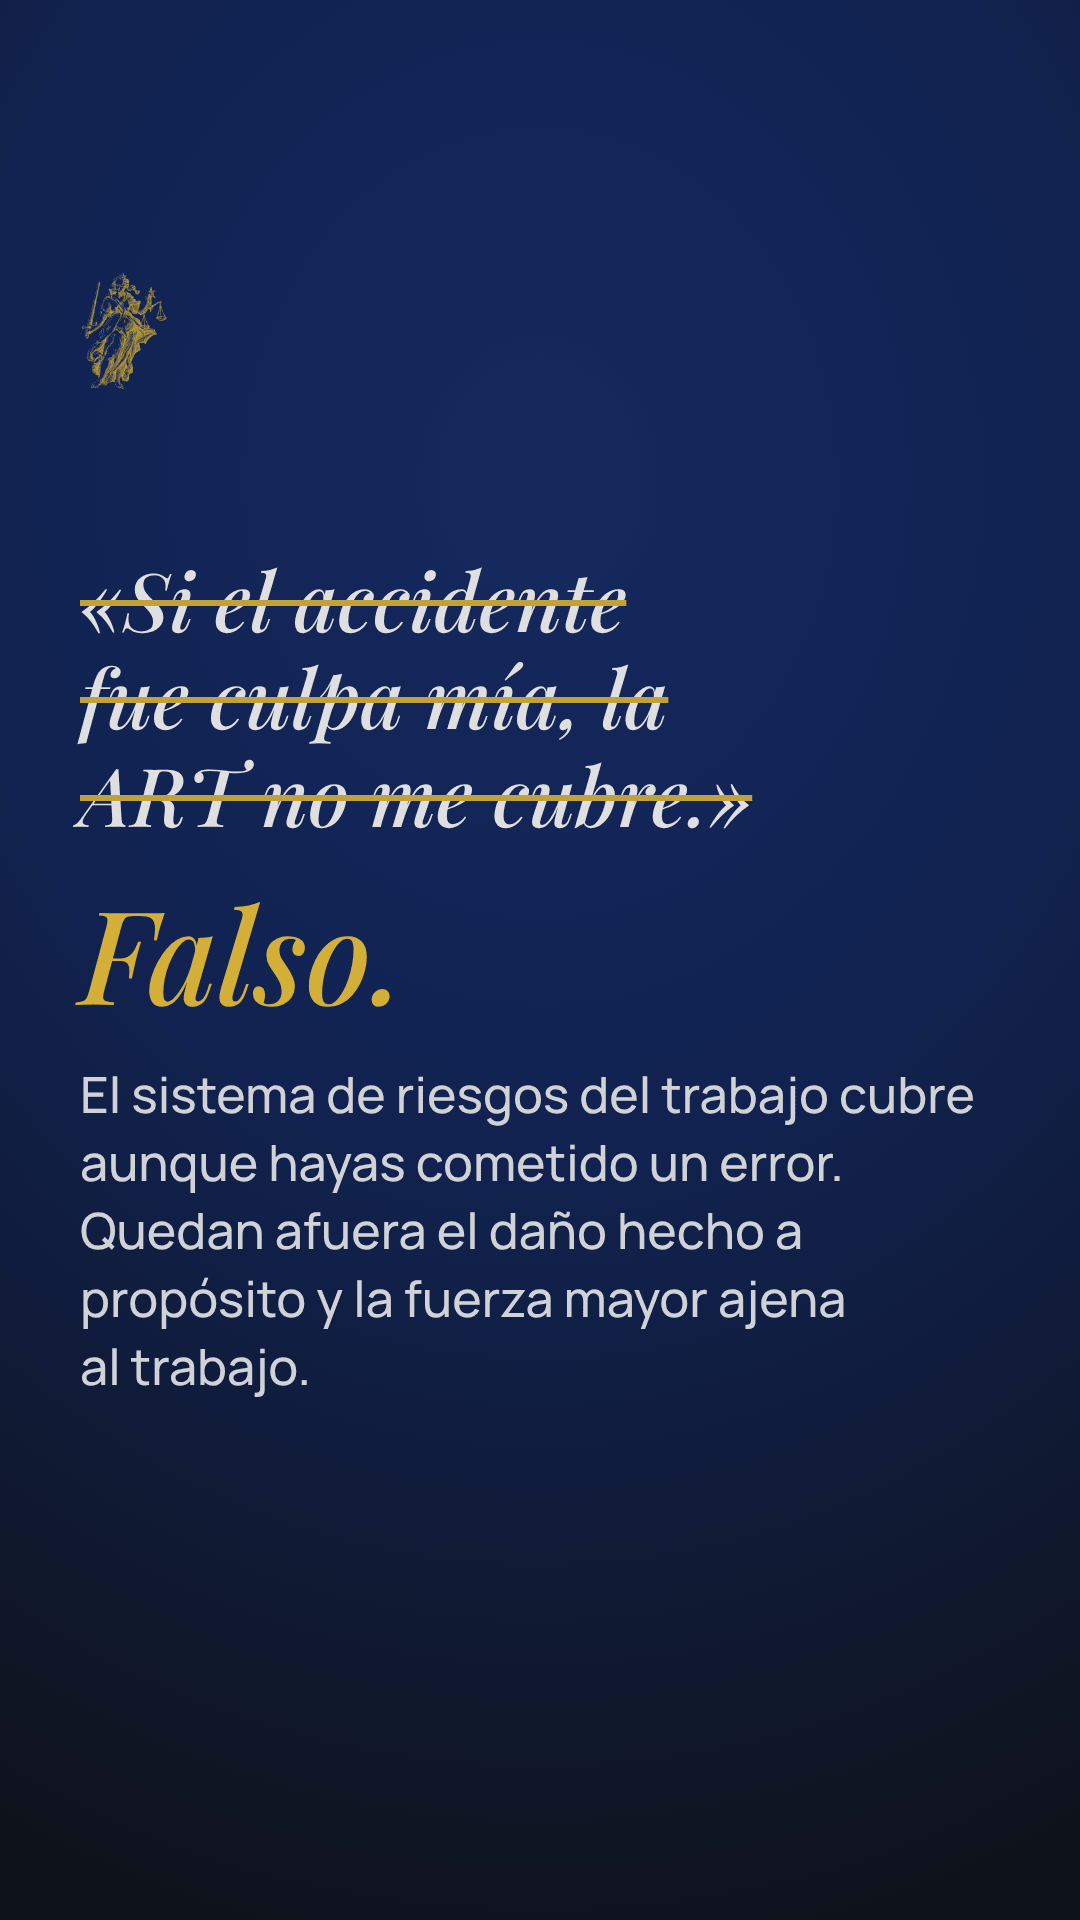 «Si el accidente
fue culpa mía, la
ART no me cubre.»
Falso.
El sistema de riesgos del trabajo cubre
aunque hayas cometido un error.
Quedan afuera el daño hecho a
propósito y la fuerza mayor ajena
al trabajo.